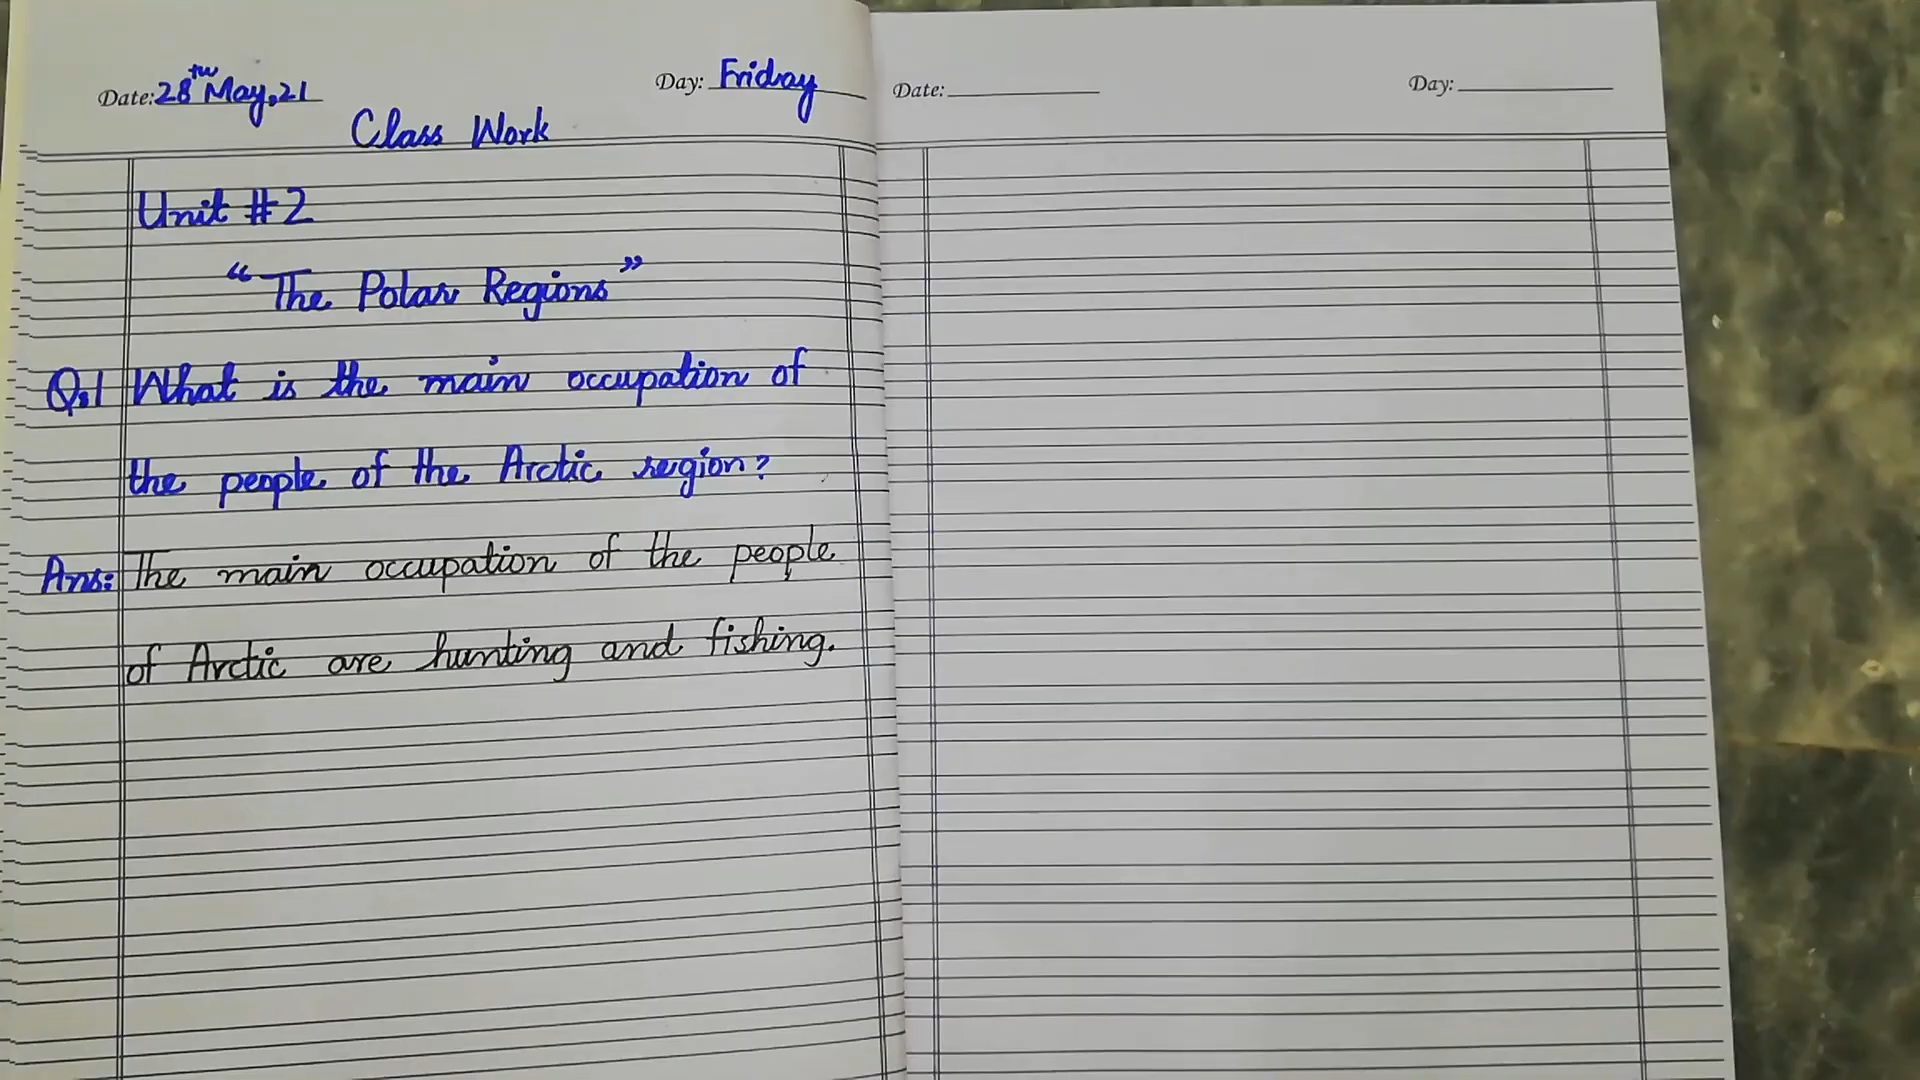 Date: 28th May, 21
Day: Friday
Class Work
Unit #2
"The Polar Regions"
Q.1 What is the main occupation of
the people of the Arctic region?
Ans: The main occupation of the people
of Arctic are hunting and fishing.
Date:
Day: